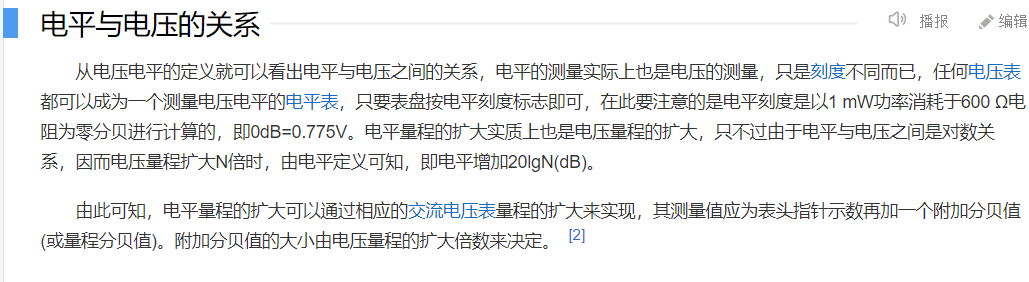 电平与电压的关系 播报 编辑
从电压电平的定义就可以看出电平与电压之间的关系，电平的测量实际上也是电压的测量，只是刻度不同而已，任何电压表
都可以成为一个测量电压电平的电平表，只要表盘按电平刻度标志即可，在此要注意的是电平刻度是以1 mW功率消耗于600 Ω电
阻为零分贝进行计算的，即0dB=0.775V。电平量程的扩大实质上也是电压量程的扩大，只不过由于电平与电压之间是对数关
系，因而电压量程扩大N倍时，由电平定义可知，即电平增加20lgN(dB)。
由此可知，电平量程的扩大可以通过相应的交流电压表量程的扩大来实现，其测量值应为表头指针示数再加一个附加分贝值
(或量程分贝值)。附加分贝值的大小由电压量程的扩大倍数来决定。 [2]